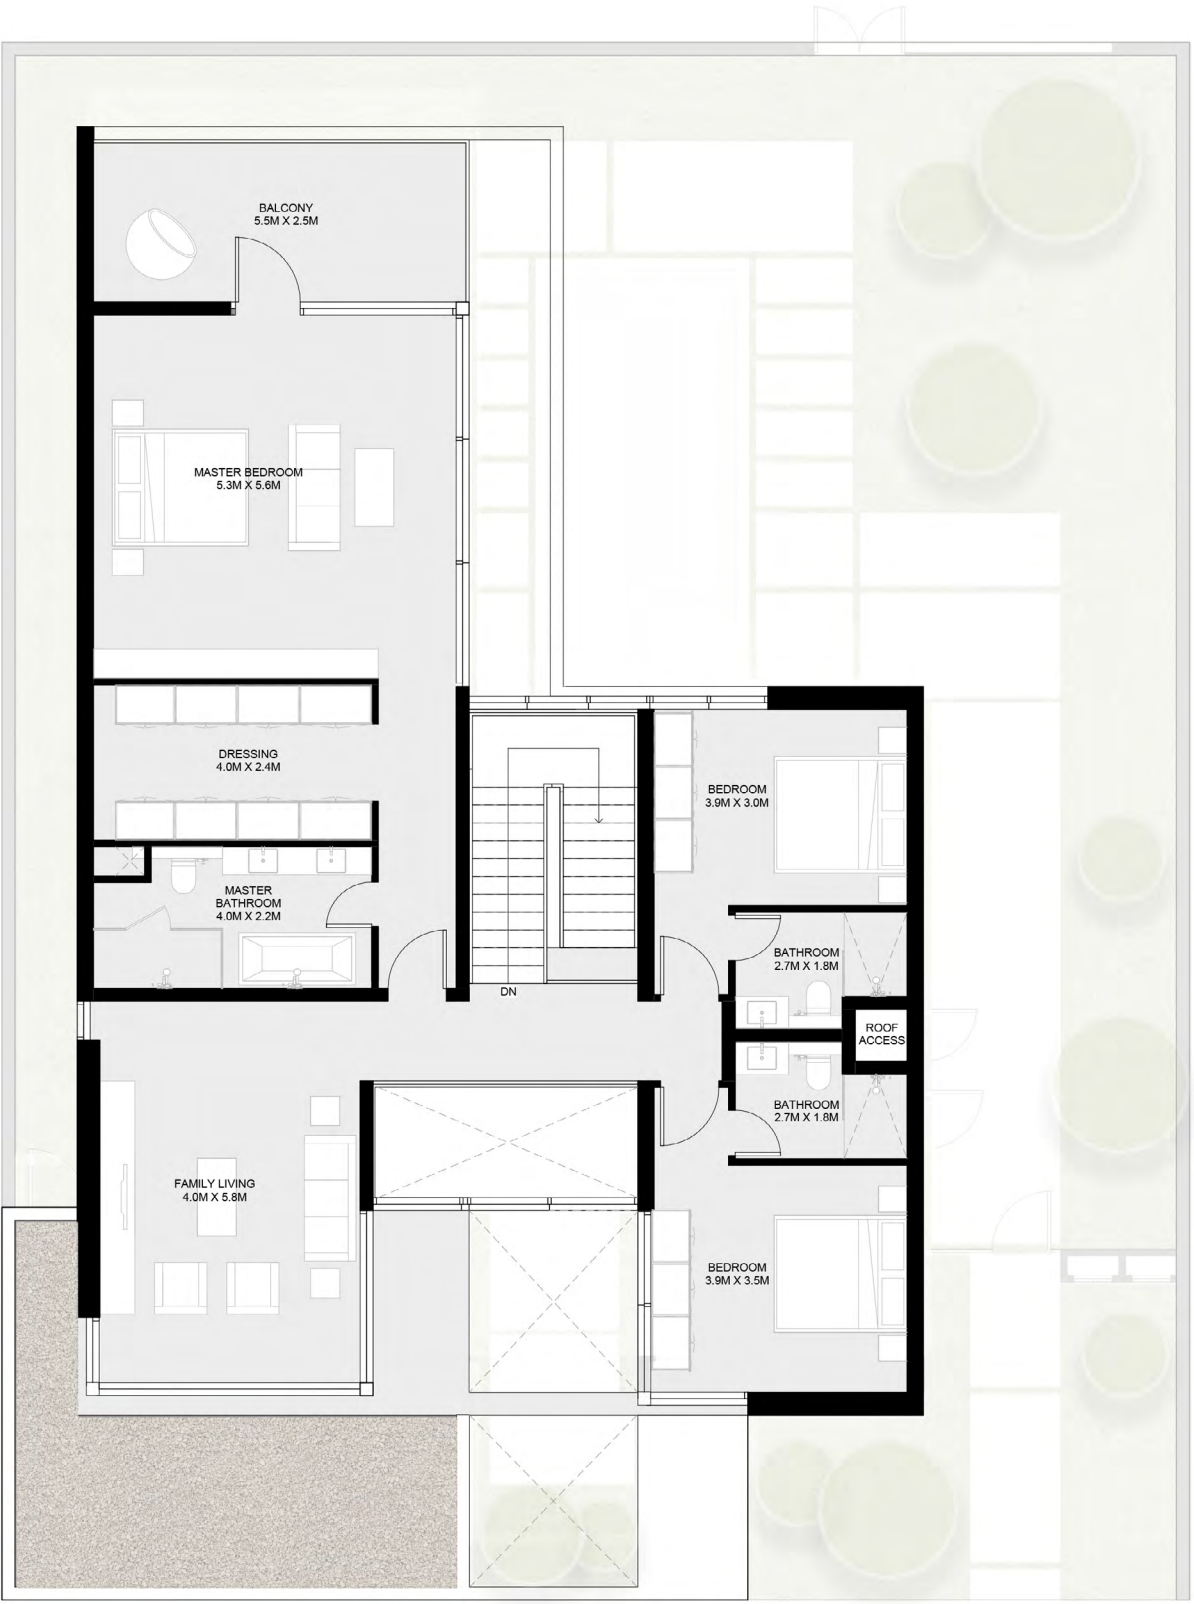 BALCONY
5.5M X 2.5M
MASTER BEDROOM
5.3M X 5.6M
DRESSING
4.0M X 2.4M
BEDROOM
3.9M X 3.0M
MASTER
BATHROOM
4.0M X 2.2M
BATHROOM
2.7M X 1.8M
DN
ROOF
ACCESS
BATHROOM
2.7M X 1.8M
FAMILY LIVING
4.0M X 5.8M
BEDROOM
3.9M X 3.5M